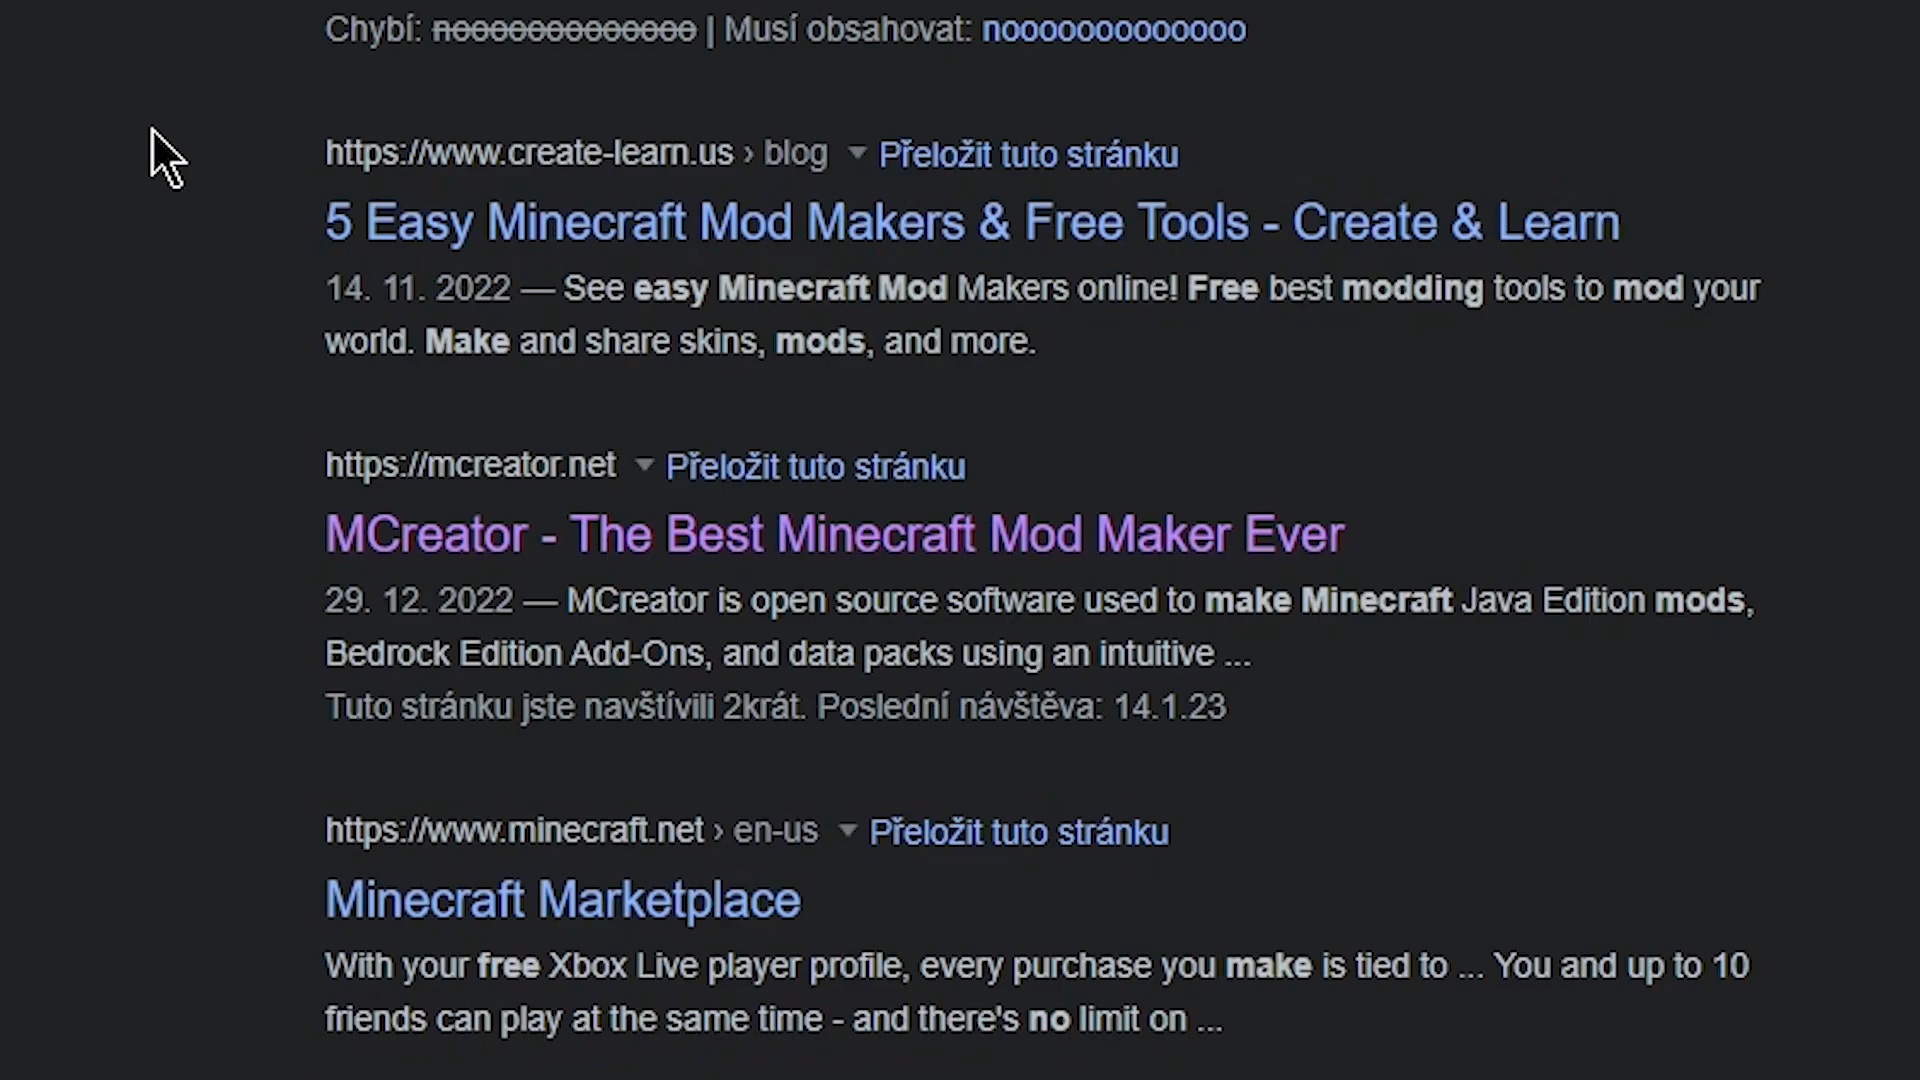 Chybí: nooooooooooooo | Musí obsahovat: nooooooooooooo
https://www.create-learn.us › blog Přeložit tuto stránku
5 Easy Minecraft Mod Makers & Free Tools - Create & Learn
14. 11. 2022 — See easy Minecraft Mod Makers online! Free best modding tools to mod your
world. Make and share skins, mods, and more.
https://mcreator.net Přeložit tuto stránku
MCreator - The Best Minecraft Mod Maker Ever
29. 12. 2022 — MCreator is open source software used to make Minecraft Java Edition mods,
Bedrock Edition Add-Ons, and data packs using an intuitive ...
Tuto stránku jste navštívili 2krát. Poslední návštěva: 14.1.23
https://www.minecraft.net › en-us Přeložit tuto stránku
Minecraft Marketplace
With your free Xbox Live player profile, every purchase you make is tied to ... You and up to 10
friends can play at the same time - and there's no limit on ...